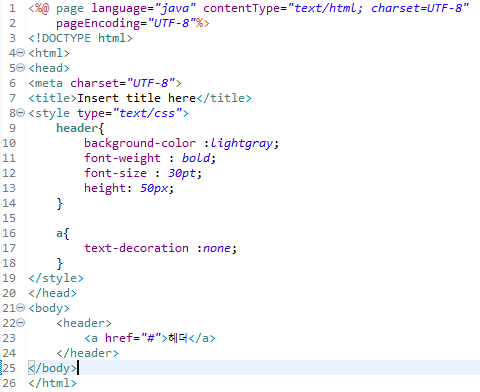 1 <%@ page language="java" contentType="text/html; charset=UTF-8"
2     pageEncoding="UTF-8"%>
3 <!DOCTYPE html>
4 <html>
5 <head>
6 <meta charset="UTF-8">
7 <title>Insert title here</title>
8 <style type="text/css">
9     header{
10         background-color :lightgray;
11         font-weight : bold;
12         font-size : 30pt;
13         height: 50px;
14     }
15
16     a{
17         text-decoration :none;
18     }
19 </style>
20 </head>
21 <body>
22     <header>
23         <a href="#">헤더</a>
24     </header>
25 </body>
26 </html>